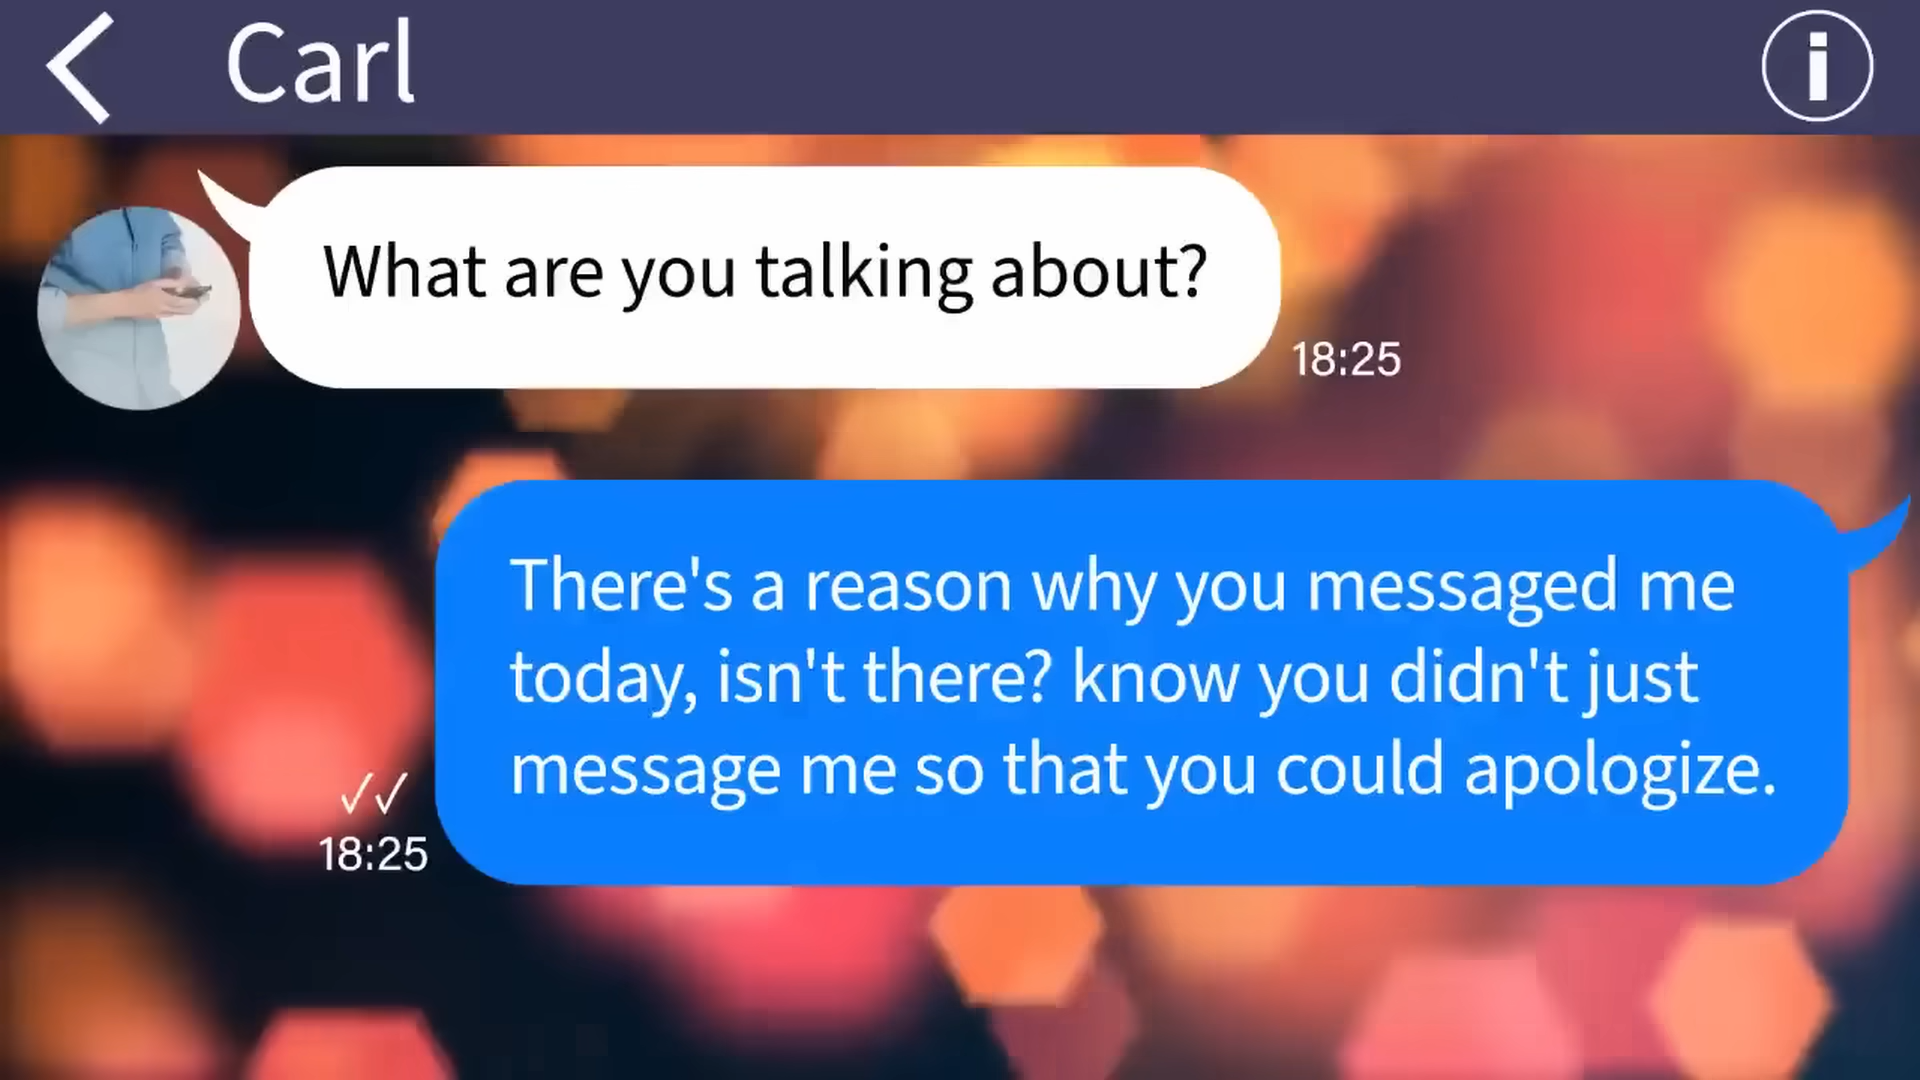 Carl
What are you talking about?
18:25
There's a reason why you messaged me
today, isn't there? know you didn't just
message me so that you could apologize.
18:25